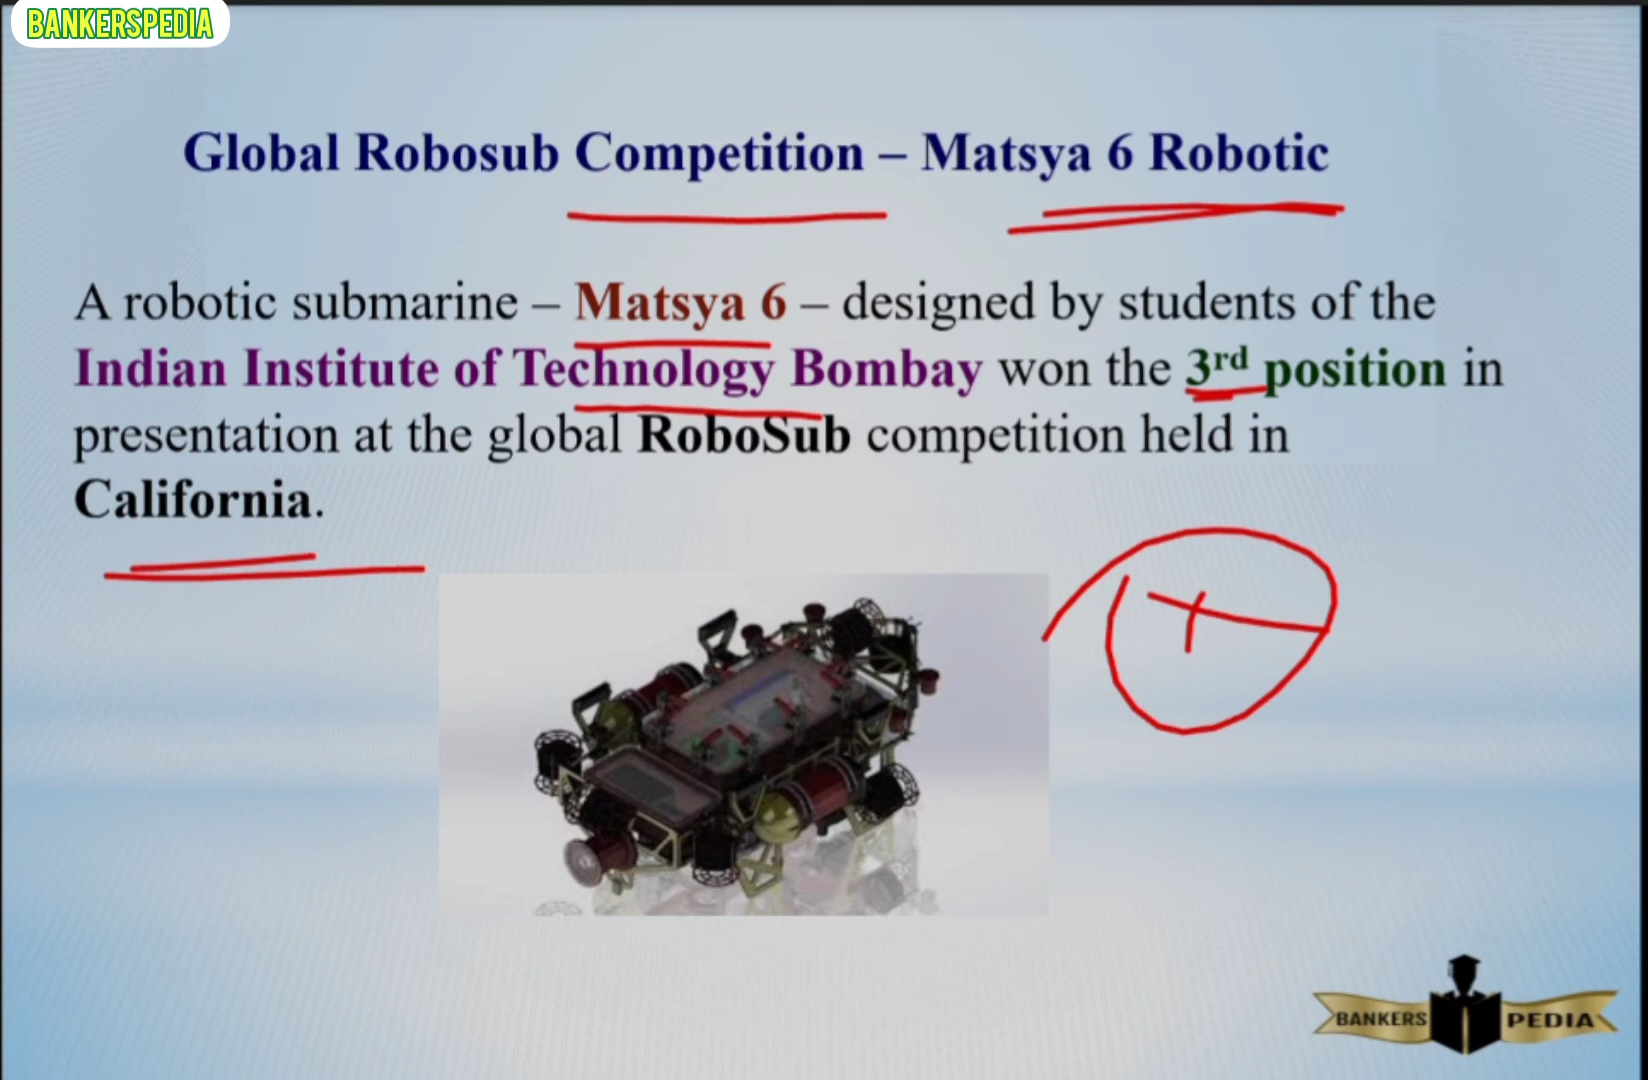 BANKERSPEDIA
Global Robosub Competition – Matsya 6 Robotic
A robotic submarine – Matsya 6 – designed by students of the
Indian Institute of Technology Bombay won the 3rd position in
presentation at the global RoboSub competition held in
California.
BANKERS PEDIA